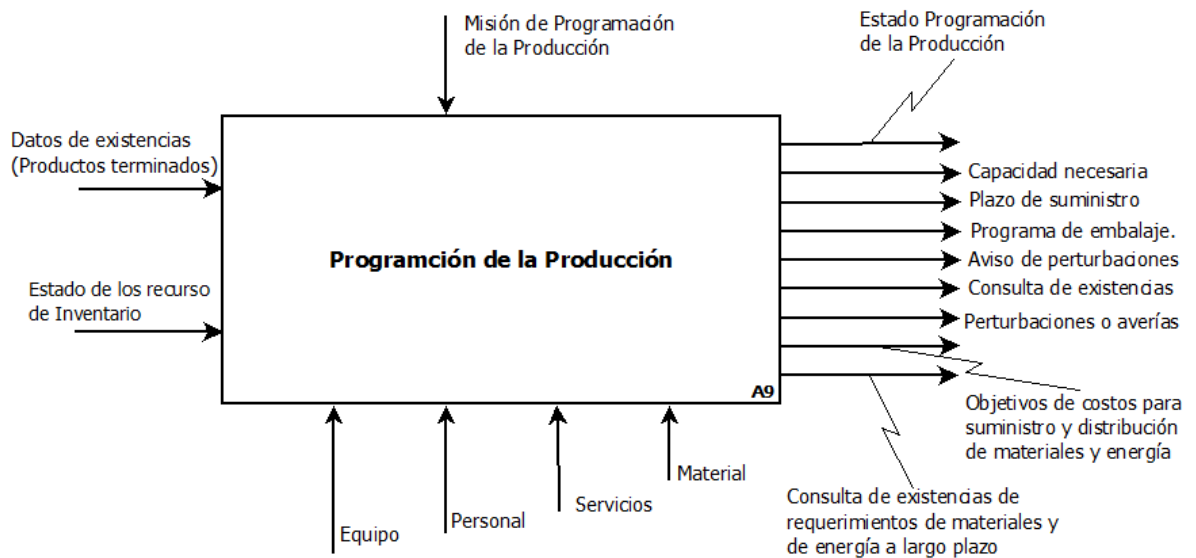 Misión de Programación
de la Producción
Estado Programación
de la Producción
Datos de existencias
(Productos terminados)
Estado de los recurso
de Inventario
Programción de la Producción
A9
Capacidad necesaria
Plazo de suministro
Programa de embalaje.
Aviso de perturbaciones
Consulta de existencias
Perturbaciones o averías
Objetivos de costos para
suministro y distribución
de materiales y energía
Consulta de existencias de
requerimientos de materiales y
de energía a largo plazo
Equipo
Personal
Servicios
Material